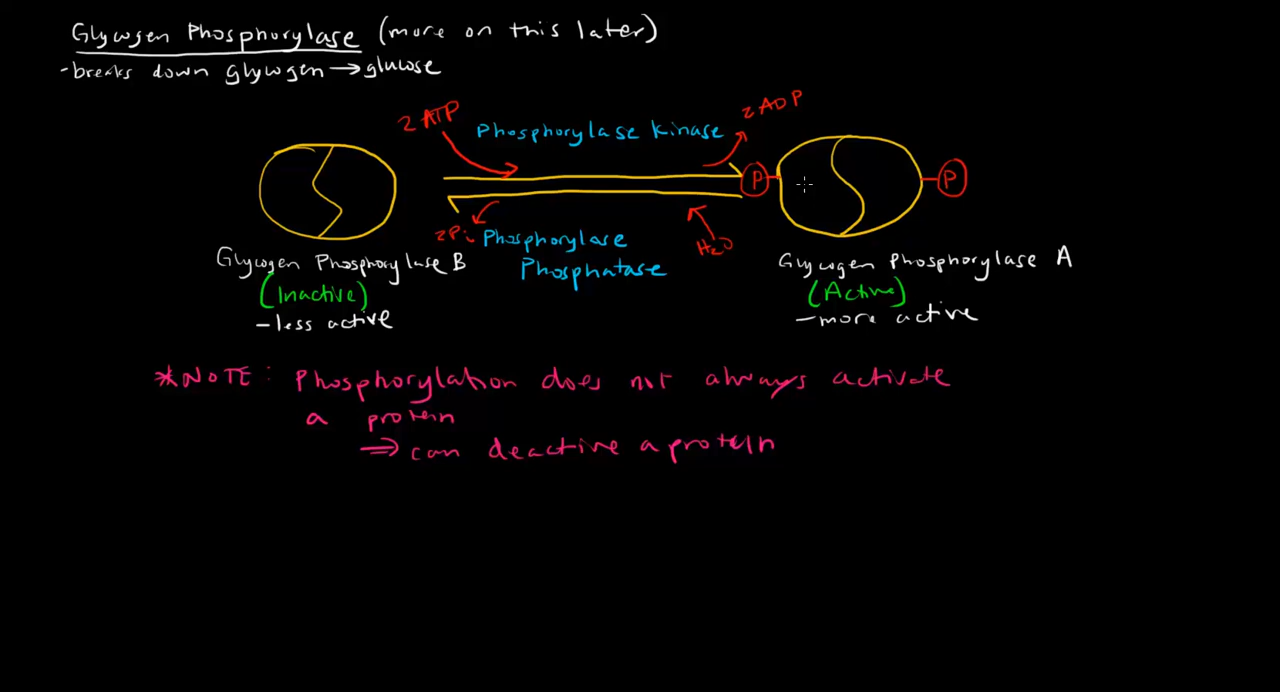 Glycogen Phosphorylase (more on this later)
-breaks down glycogen → glucose
2 ATP
Phosphorylase Kinase
2 ADP
P
P
2Pi
Phosphorylase
Phosphatase
H2O
Glycogen Phosphorylase B
(Inactive)
-less active
Glycogen Phosphorylase A
(Active)
-more active
*NOTE: Phosphorylation does not always activate
a protein
⇒ can deactive a protein